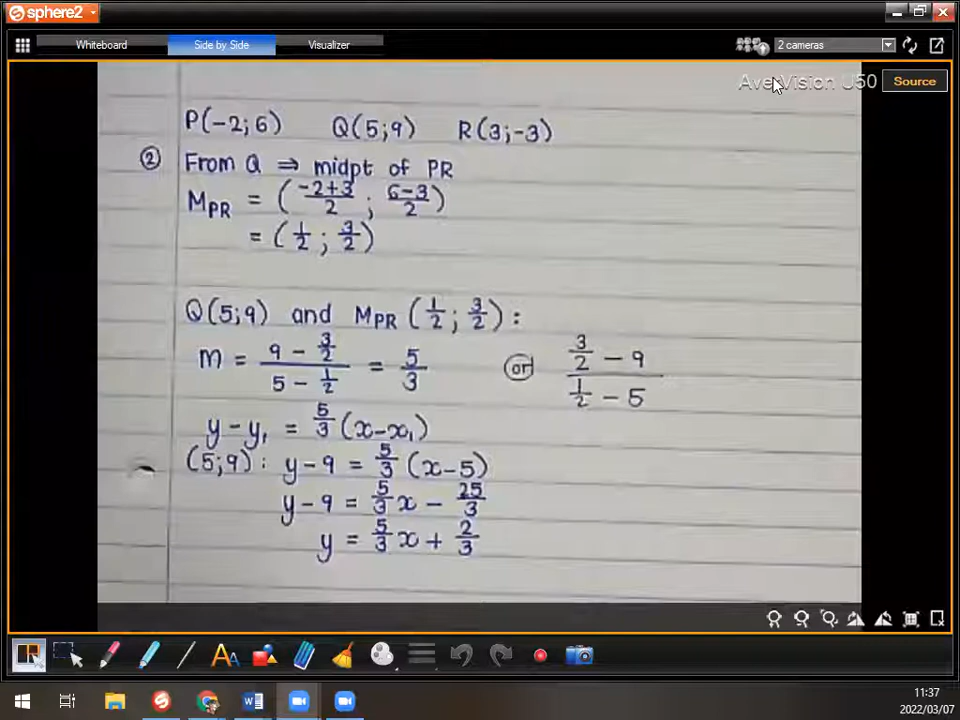 sphere2
Whiteboard Side by Side Visualizer 2 cameras
AverVision U50 Source
P(-2;6) Q(5;9) R(3;-3)
② From Q ⇒ midpt of PR
M_PR = ( (-2+3)/2 ; (6-3)/2 )
= ( 1/2 ; 3/2 )
Q(5;9) and M_PR ( 1/2 ; 3/2 ) :
m = (9 - 3/2)/(5 - 1/2) = 5/3 or (3/2 - 9)/(1/2 - 5)
y - y₁ = 5/3 (x - x₁)
(5;9) : y - 9 = 5/3 (x - 5)
y - 9 = 5/3 x - 25/3
y = 5/3 x + 2/3
11:37
2022/03/07